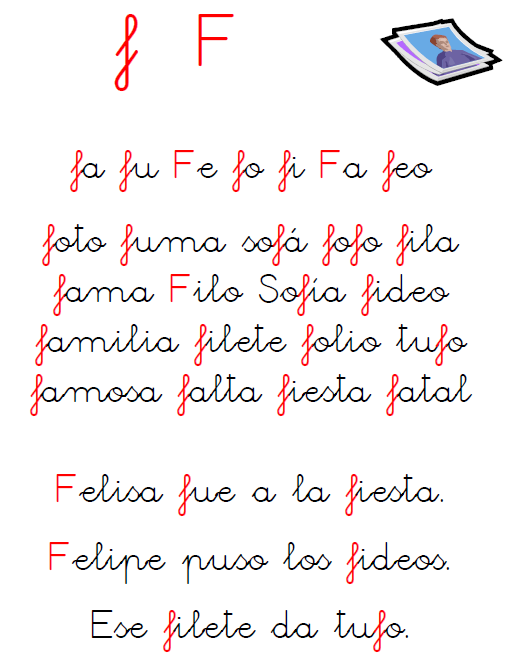 f F
fa fu Fe fo fi Fa feo
foto fuma sofá fofo fila
fama Filo Sofía fideo
familia filete folio tufo
famosa falta fiesta fatal
Felisa fue a la fiesta.
Felipe puso los fideos.
Ese filete da tufo.